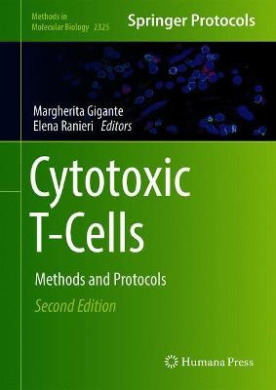 Methods in
Molecular Biology 2325
Springer Protocols
Margherita Gigante
Elena Ranieri Editors
Cytotoxic
T-Cells
Methods and Protocols
Second Edition
Humana Press